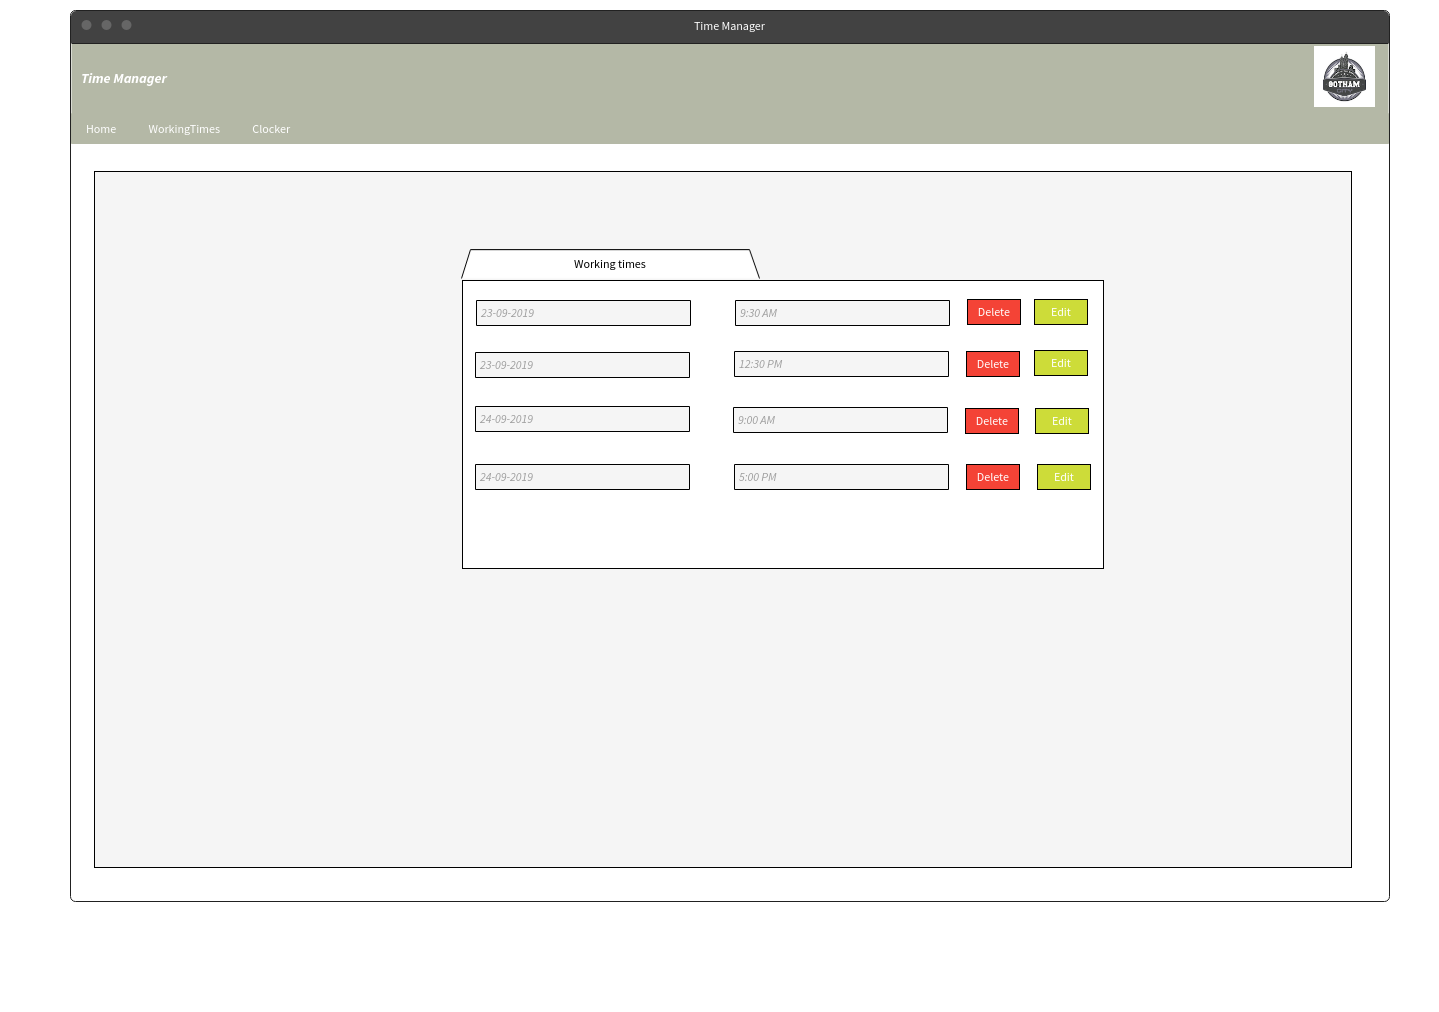 Time Manager
Time Manager
GOTHAM
Home WorkingTimes Clocker
Working times
23-09-2019 9:30 AM Delete Edit
23-09-2019 12:30 PM Delete Edit
24-09-2019 9:00 AM Delete Edit
24-09-2019 5:00 PM Delete Edit